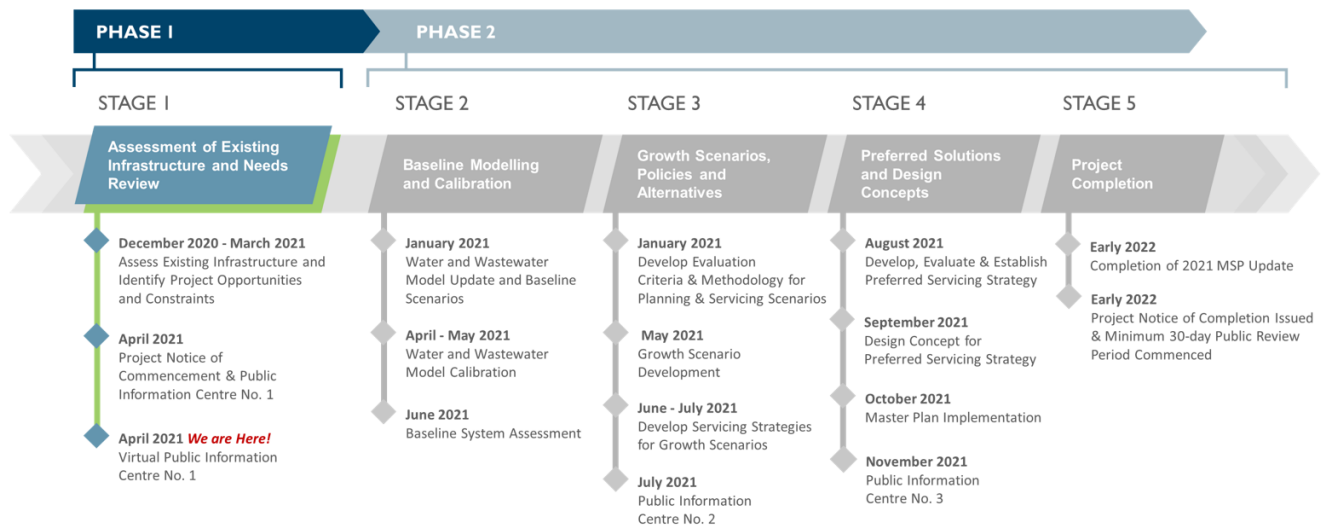 PHASE 1
PHASE 2
STAGE 1
Assessment of Existing
Infrastructure and Needs
Review
December 2020 - March 2021
Assess Existing Infrastructure and
Identify Project Opportunities
and Constraints
April 2021
Project Notice of
Commencement & Public
Information Centre No. 1
April 2021 We are Here!
Virtual Public Information
Centre No. 1
STAGE 2
Baseline Modelling
and Calibration
January 2021
Water and Wastewater
Model Update and Baseline
Scenarios
April - May 2021
Water and Wastewater
Model Calibration
June 2021
Baseline System Assessment
STAGE 3
Growth Scenarios,
Policies and
Alternatives
January 2021
Develop Evaluation
Criteria & Methodology for
Planning & Servicing Scenarios
May 2021
Growth Scenario
Development
June - July 2021
Develop Servicing Strategies
for Growth Scenarios
July 2021
Public Information
Centre No. 2
STAGE 4
Preferred Solutions
and Design
Concepts
August 2021
Develop, Evaluate & Establish
Preferred Servicing Strategy
September 2021
Design Concept for
Preferred Servicing Strategy
October 2021
Master Plan Implementation
November 2021
Public Information
Centre No. 3
STAGE 5
Project
Completion
Early 2022
Completion of 2021 MSP Update
Early 2022
Project Notice of Completion Issued
& Minimum 30-day Public Review
Period Commenced